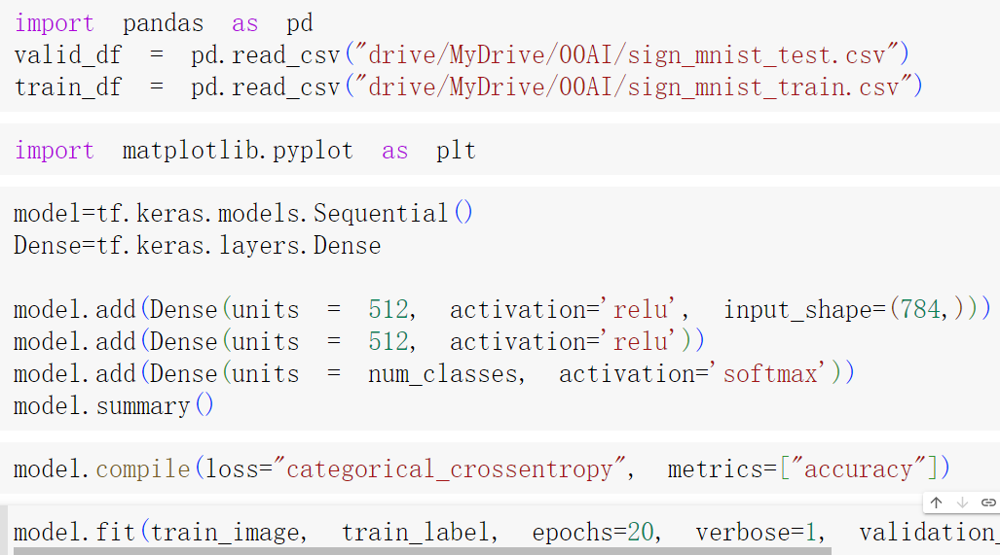 import pandas as pd
valid_df = pd.read_csv("drive/MyDrive/00AI/sign_mnist_test.csv")
train_df = pd.read_csv("drive/MyDrive/00AI/sign_mnist_train.csv")
import matplotlib.pyplot as plt
model=tf.keras.models.Sequential()
Dense=tf.keras.layers.Dense
model.add(Dense(units = 512, activation='relu', input_shape=(784,)))
model.add(Dense(units = 512, activation='relu'))
model.add(Dense(units = num_classes, activation='softmax'))
model.summary()
model.compile(loss="categorical_crossentropy", metrics=["accuracy"])
model.fit(train_image, train_label, epochs=20, verbose=1, validation_